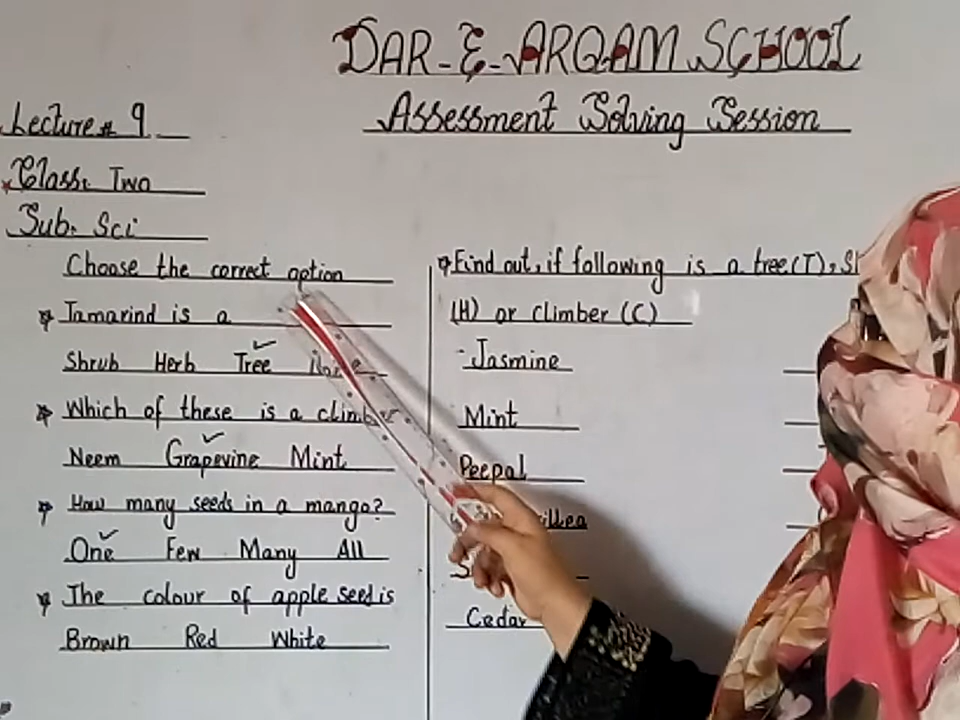 DAR-E-ARQAM SCHOOL
Assessment Solving Session
Lecture # 9
Class: Two
Sub: Sci
Choose the correct option
Tamarind is a
Shrub Herb Tree
Which of these is a climber
Neem Grapevine Mint
How many seeds in a mango?
One Few Many All
The colour of apple seed is
Brown Red White
Find out, if following is a tree (T),
(H) or climber (C)
Jasmine
Mint
Peepal
Cedar